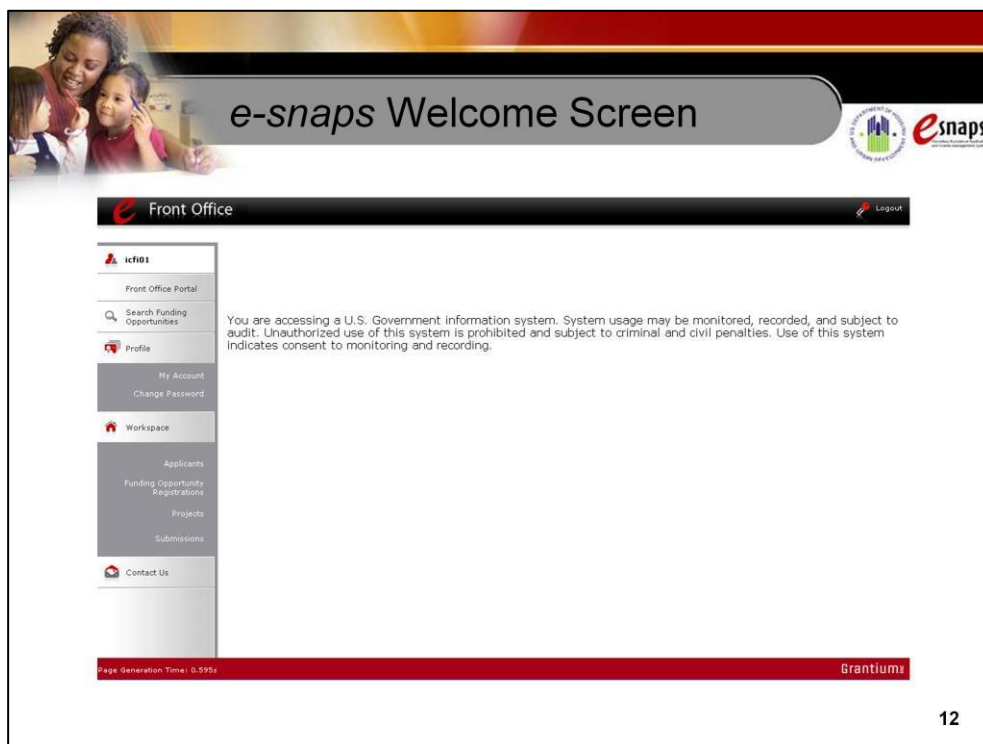 e-snaps Welcome Screen
esnaps
e Front Office
Logout
icfi01
Front Office Portal
Search Funding
Opportunities
Profile
My Account
Change Password
Workspace
Applicants
Funding Opportunity
Registrations
Projects
Submissions
Contact Us
You are accessing a U.S. Government information system. System usage may be monitored, recorded, and subject to
audit. Unauthorized use of this system is prohibited and subject to criminal and civil penalties. Use of this system
indicates consent to monitoring and recording.
Page Generation Time: 0.595s
Grantium
12